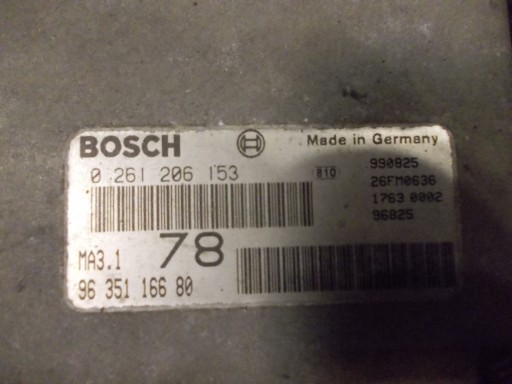 BOSCH Made in Germany
0 261 206 153 810 990825
26FM0636
1763 0002
96825
MA3.1 78
96 351 166 80